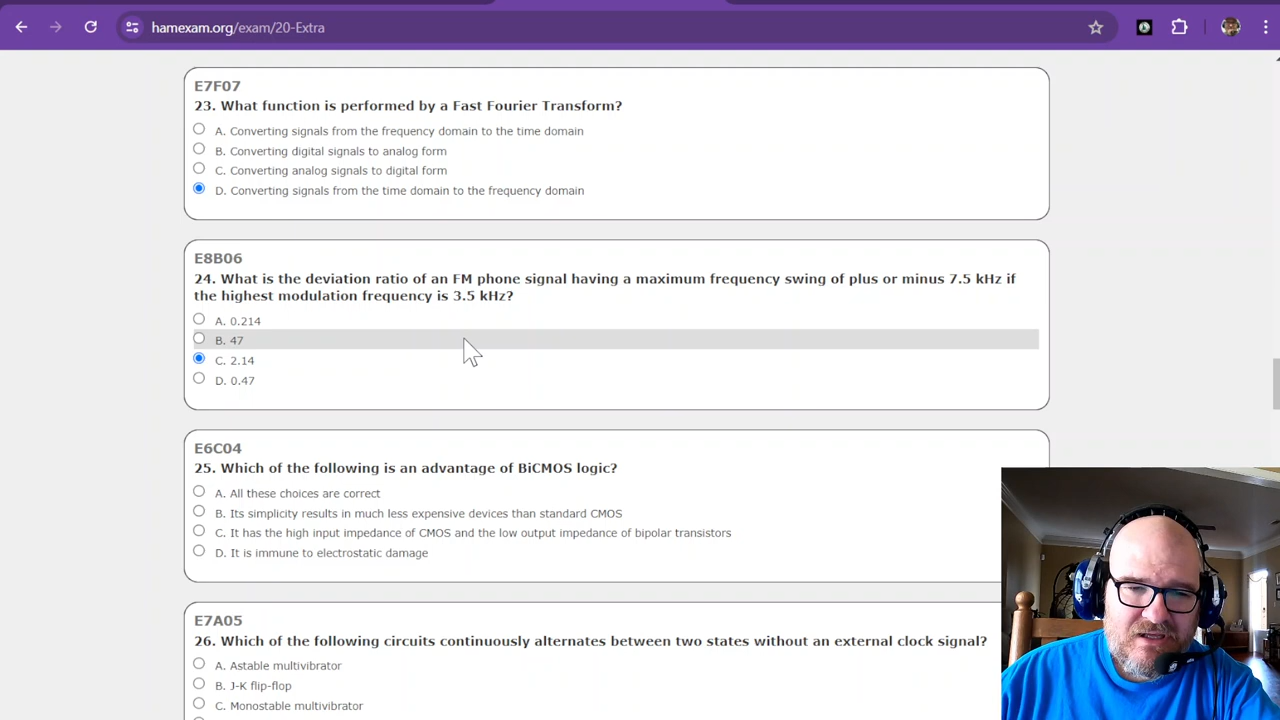 hamexam.org/exam/20-Extra
E7F07
23. What function is performed by a Fast Fourier Transform?
A. Converting signals from the frequency domain to the time domain
B. Converting digital signals to analog form
C. Converting analog signals to digital form
D. Converting signals from the time domain to the frequency domain
E8B06
24. What is the deviation ratio of an FM phone signal having a maximum frequency swing of plus or minus 7.5 kHz if
the highest modulation frequency is 3.5 kHz?
A. 0.214
B. 47
C. 2.14
D. 0.47
E6C04
25. Which of the following is an advantage of BiCMOS logic?
A. All these choices are correct
B. Its simplicity results in much less expensive devices than standard CMOS
C. It has the high input impedance of CMOS and the low output impedance of bipolar transistors
D. It is immune to electrostatic damage
E7A05
26. Which of the following circuits continuously alternates between two states without an external clock signal?
A. Astable multivibrator
B. J-K flip-flop
C. Monostable multivibrator